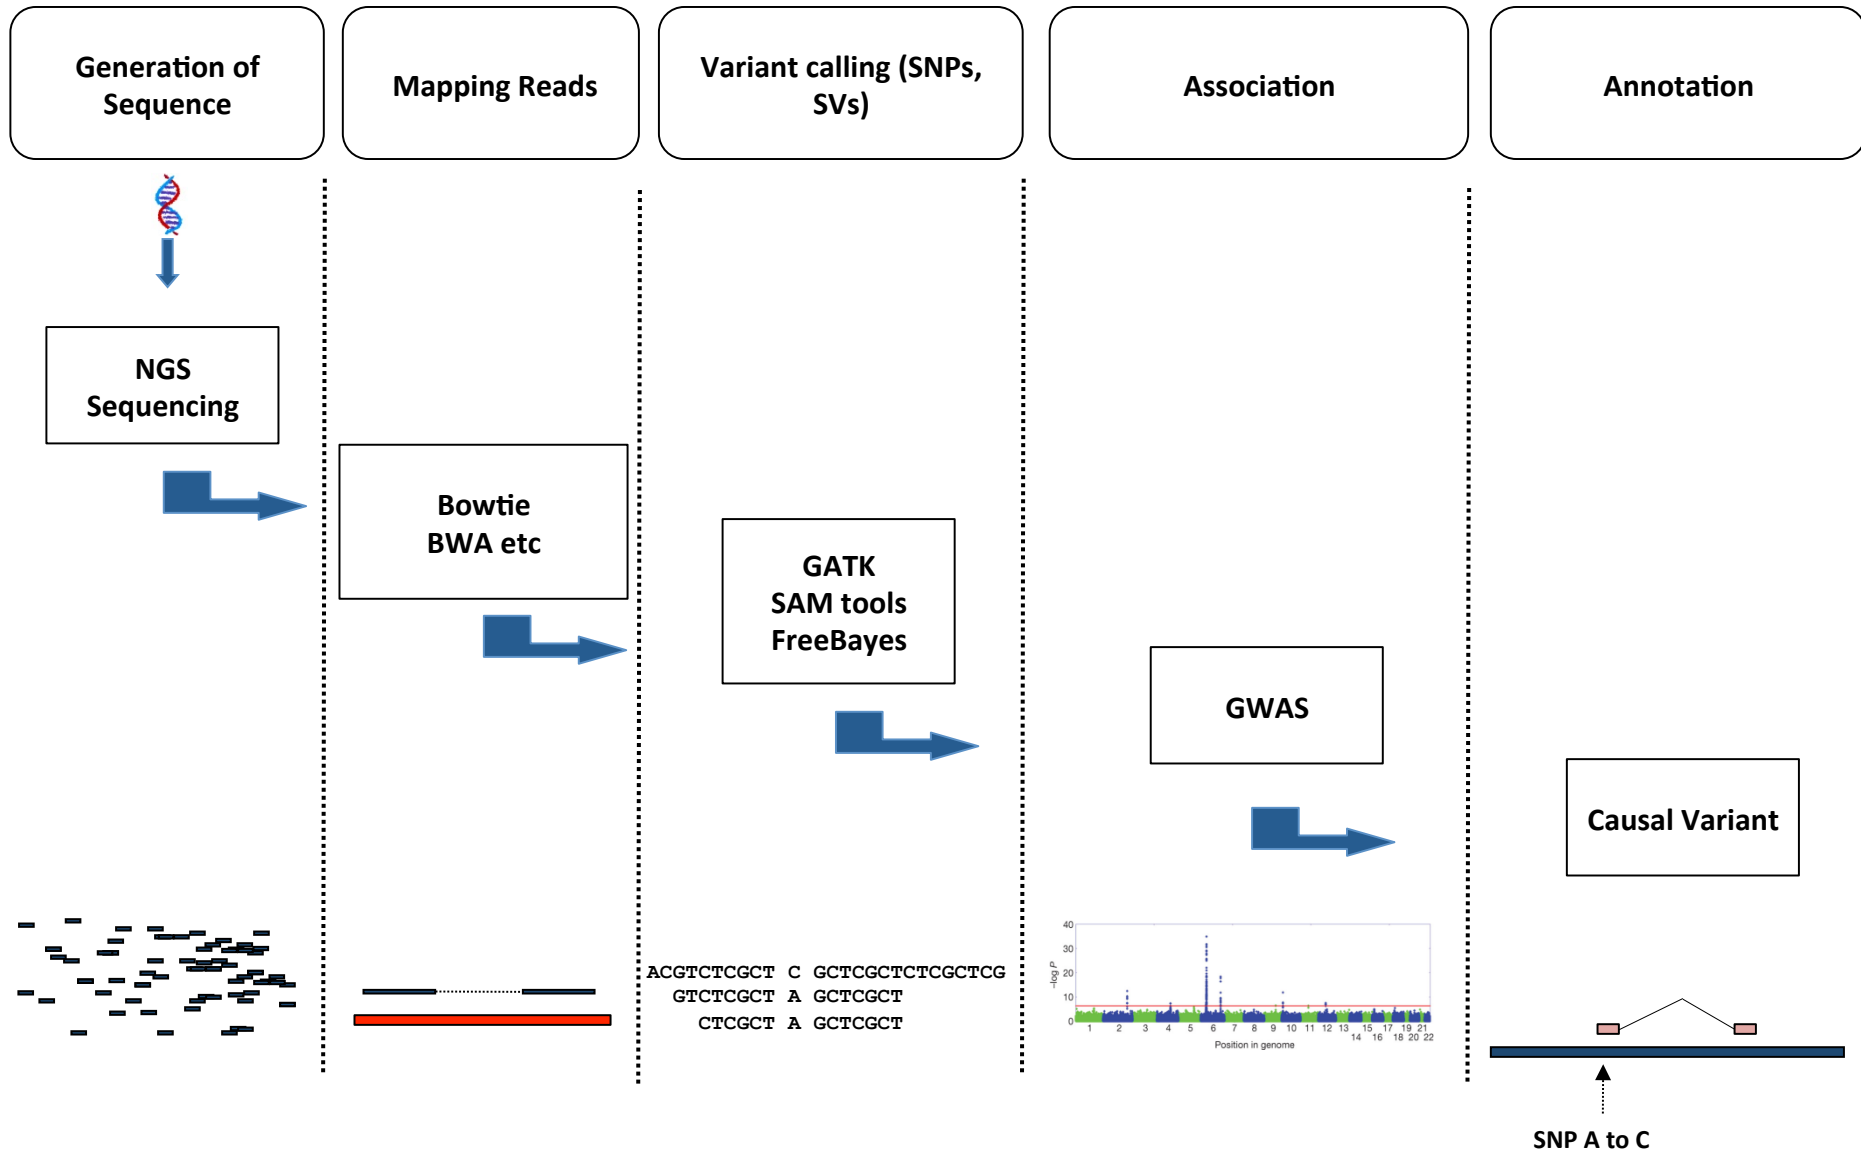 Generation of
Sequence
Mapping Reads
Variant calling (SNPs,
SVs)
Association
Annotation
NGS
Sequencing
Bowtie
BWA etc
GATK
SAM tools
FreeBayes
GWAS
Causal Variant
ACGTCTCGCT C GCTCGCTCTCGCTCG
GTCTCGCT A GCTCGCT
CTCGCT A GCTCGCT
40
30
20
10
0
–log P
1 2 3 4 5 6 7 8 9 10 11 12 13 15 17 19 21
14 16 18 20 22
Position in genome
SNP A to C